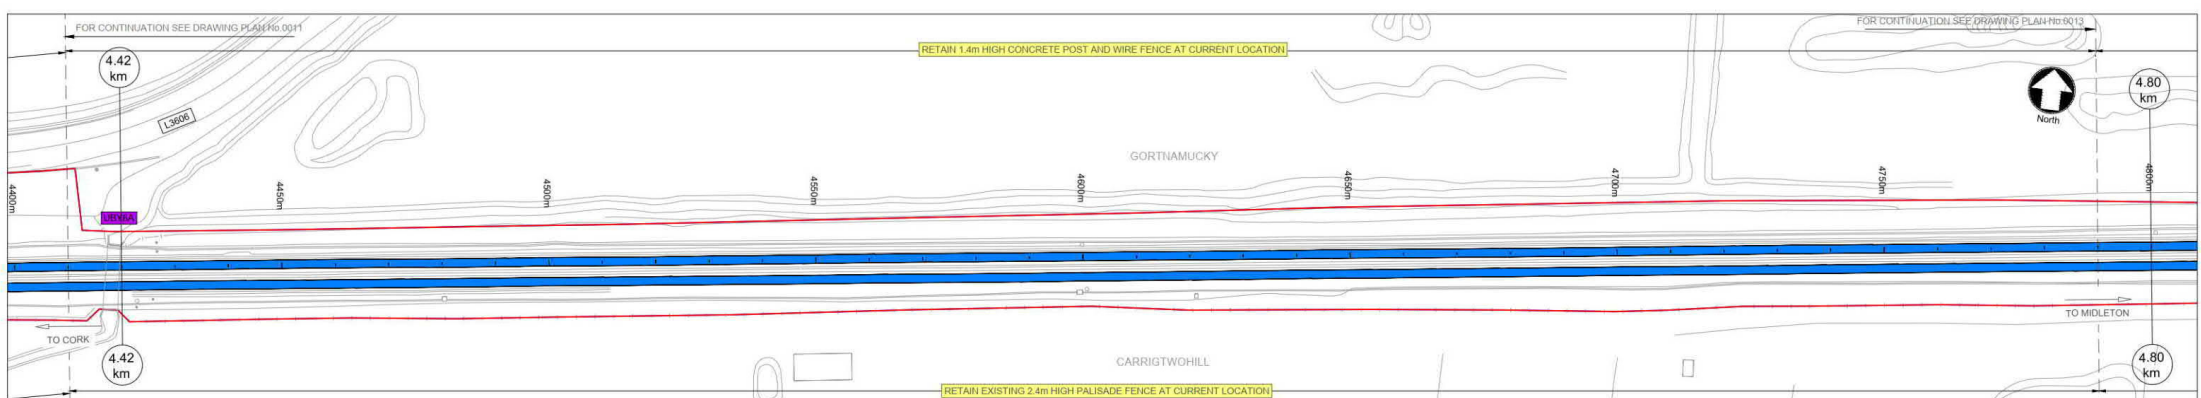 FOR CONTINUATION SEE DRAWING PLAN No.0011
FOR CONTINUATION SEE DRAWING PLAN No.0013
RETAIN 1.4m HIGH CONCRETE POST AND WIRE FENCE AT CURRENT LOCATION
4.42
km
4.80
km
L3606
North
GORTNAMUCKY
4400m
4450m
4500m
4550m
4600m
4650m
4700m
4750m
4800m
TO CORK
TO MIDLETON
4.42
km
CARRIGTWOHILL
4.80
km
RETAIN EXISTING 2.4m HIGH PALISADE FENCE AT CURRENT LOCATION